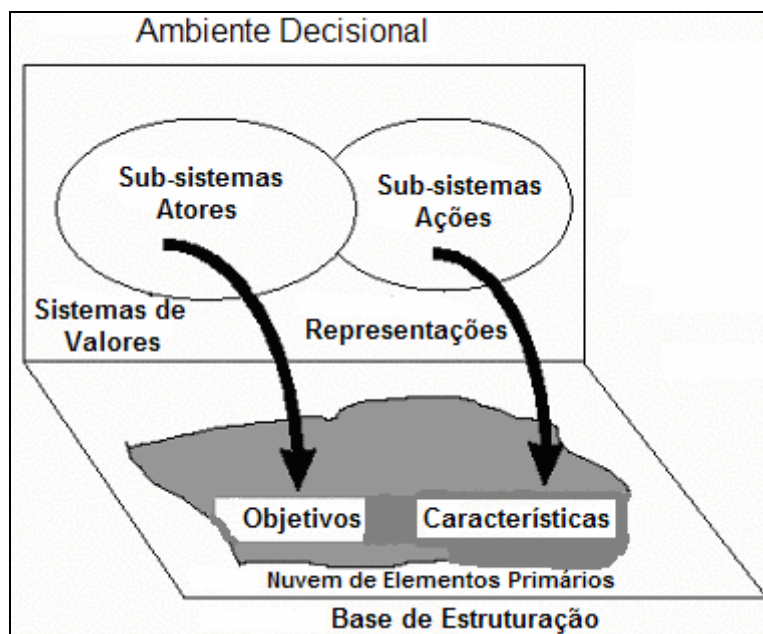 Ambiente Decisional
Sub-sistemas
Atores
Sub-sistemas
Ações
Sistemas de
Valores
Representações
Objetivos
Característícas
Nuvem de Elementos Primários
Base de Estruturação